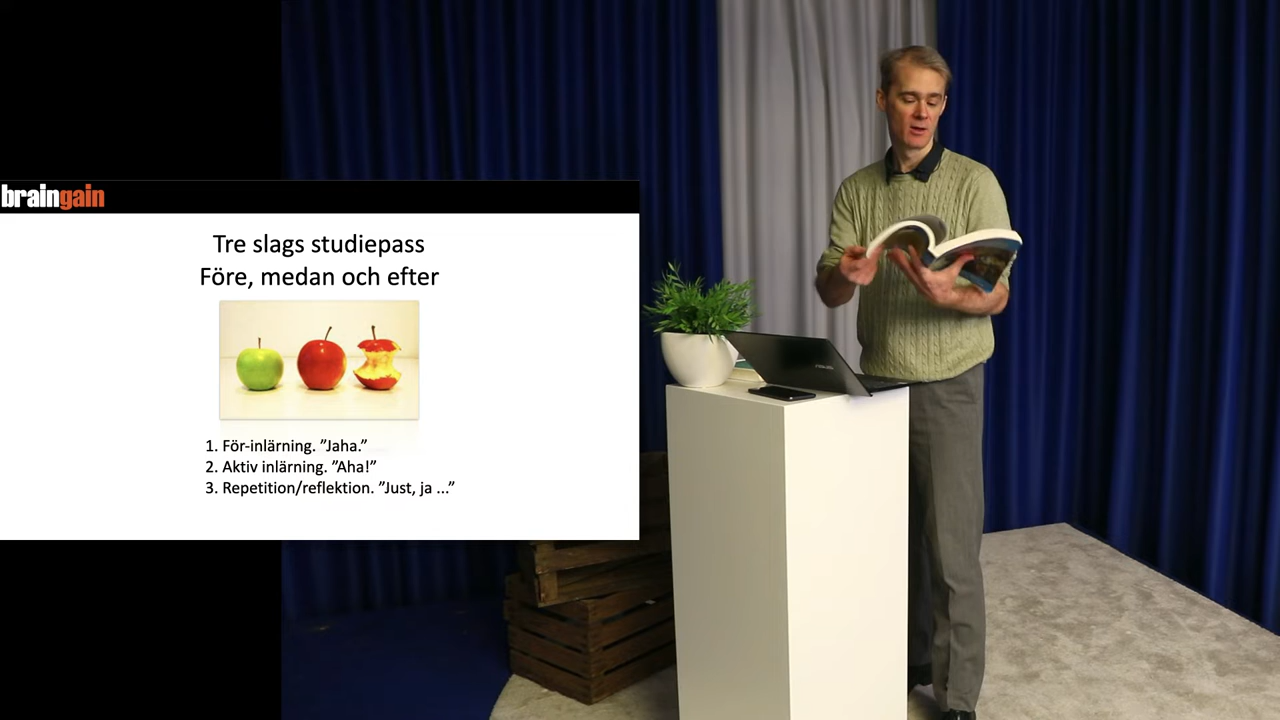 braingain
Tre slags studiepass
Före, medan och efter
1. För-inlärning. ”Jaha.”
2. Aktiv inlärning. ”Aha!”
3. Repetition/reflektion. ”Just, ja ...”